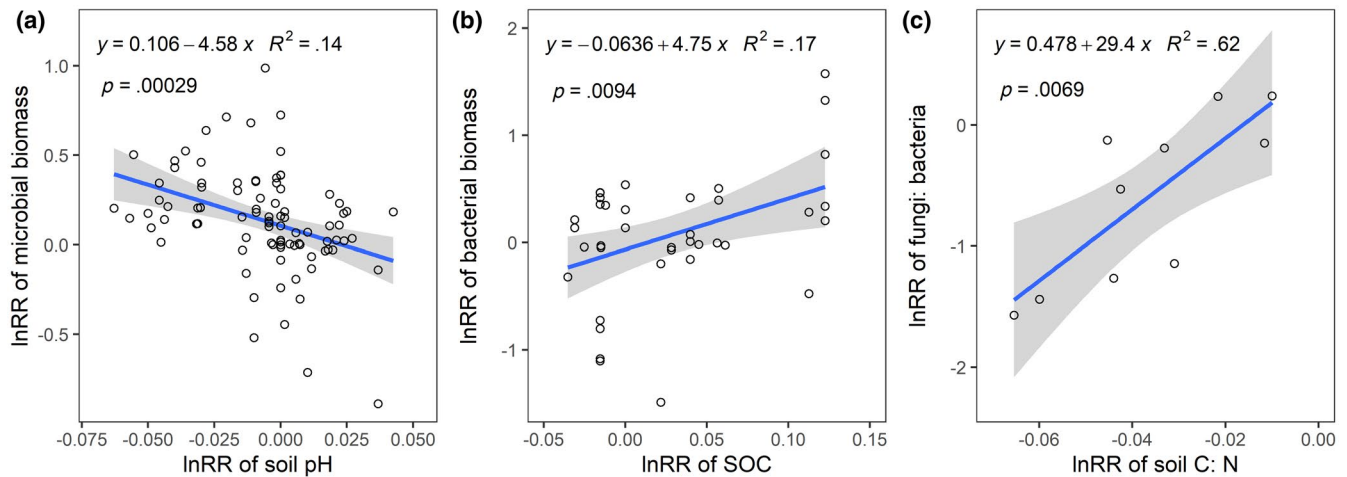 (a)
y = 0.106 − 4.58 x R² = .14
p = .00029
lnRR of microbial biomass
1.0
0.5
0.0
-0.5
-0.075 -0.050 -0.025 0.000 0.025 0.050
lnRR of soil pH
(b)
y = −0.0636 + 4.75 x R² = .17
p = .0094
lnRR of bacterial biomass
2
1
0
-1
-0.05 0.00 0.05 0.10 0.15
lnRR of SOC
(c)
y = 0.478 + 29.4 x R² = .62
p = .0069
lnRR of fungi: bacteria
0
-1
-2
-0.06 -0.04 -0.02 0.00
lnRR of soil C: N